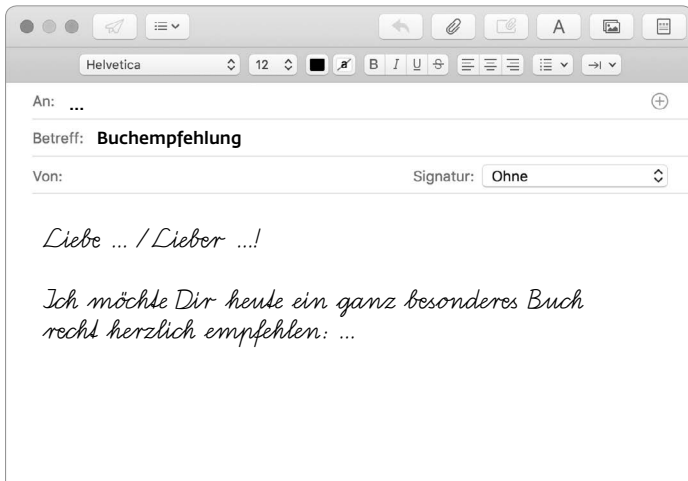 Helvetica 12 a B I U S
A
An: ...
Betreff: Buchempfehlung
Von: Signatur: Ohne
Liebe ... / Lieber ...!
Ich möchte Dir heute ein ganz besonderes Buch
recht herzlich empfehlen: ...